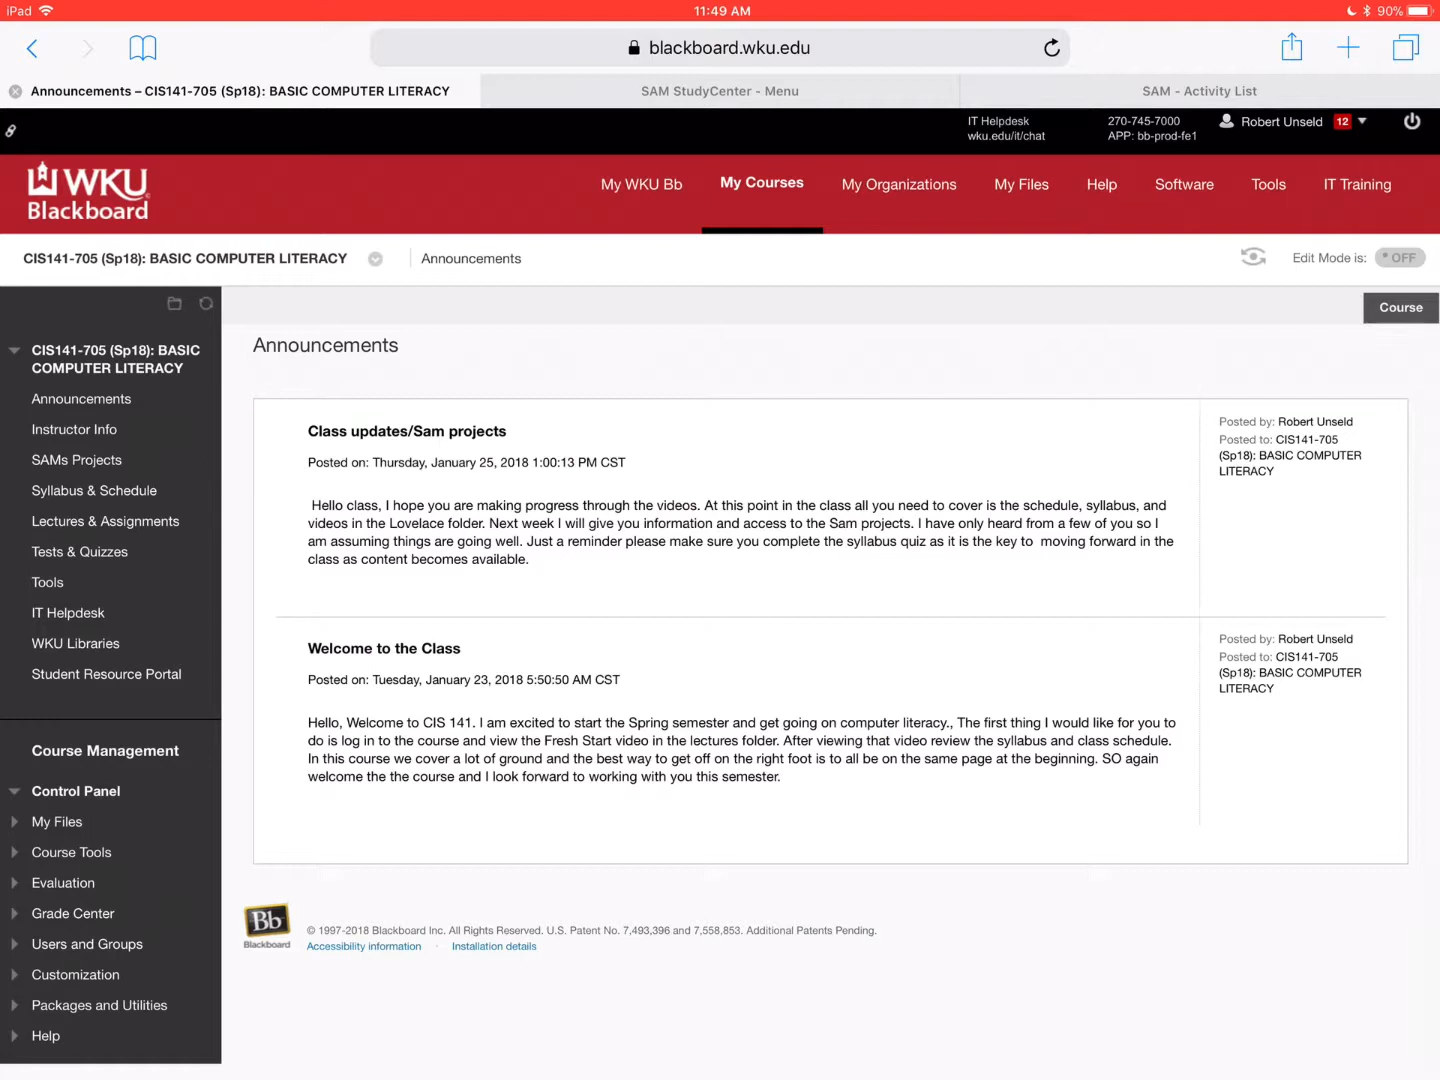 iPad 11:49 AM 90%
blackboard.wku.edu
Announcements – CIS141-705 (Sp18): BASIC COMPUTER LITERACY SAM StudyCenter - Menu SAM - Activity List
IT Helpdesk 270-745-7000 Robert Unseld 12
wku.edu/it/chat APP: bb-prod-fe1
WKU
Blackboard
My WKU Bb My Courses My Organizations My Files Help Software Tools IT Training
CIS141-705 (Sp18): BASIC COMPUTER LITERACY Announcements Edit Mode is: OFF
Course
CIS141-705 (Sp18): BASIC
COMPUTER LITERACY
Announcements
Instructor Info
SAMs Projects
Syllabus & Schedule
Lectures & Assignments
Tests & Quizzes
Tools
IT Helpdesk
WKU Libraries
Student Resource Portal
Course Management
Control Panel
My Files
Course Tools
Evaluation
Grade Center
Users and Groups
Customization
Packages and Utilities
Help
Announcements
Class updates/Sam projects
Posted on: Thursday, January 25, 2018 1:00:13 PM CST
Hello class, I hope you are making progress through the videos. At this point in the class all you need to cover is the schedule, syllabus, and
videos in the Lovelace folder. Next week I will give you information and access to the Sam projects. I have only heard from a few of you so I
am assuming things are going well. Just a reminder please make sure you complete the syllabus quiz as it is the key to moving forward in the
class as content becomes available.
Posted by: Robert Unseld
Posted to: CIS141-705
(Sp18): BASIC COMPUTER
LITERACY
Welcome to the Class
Posted on: Tuesday, January 23, 2018 5:50:50 AM CST
Hello, Welcome to CIS 141. I am excited to start the Spring semester and get going on computer literacy., The first thing I would like for you to
do is log in to the course and view the Fresh Start video in the lectures folder. After viewing that video review the syllabus and class schedule.
In this course we cover a lot of ground and the best way to get off on the right foot is to all be on the same page at the beginning. SO again
welcome the the course and I look forward to working with you this semester.
Posted by: Robert Unseld
Posted to: CIS141-705
(Sp18): BASIC COMPUTER
LITERACY
Bb
Blackboard
© 1997-2018 Blackboard Inc. All Rights Reserved. U.S. Patent No. 7,493,396 and 7,558,853. Additional Patents Pending.
Accessibility information · Installation details